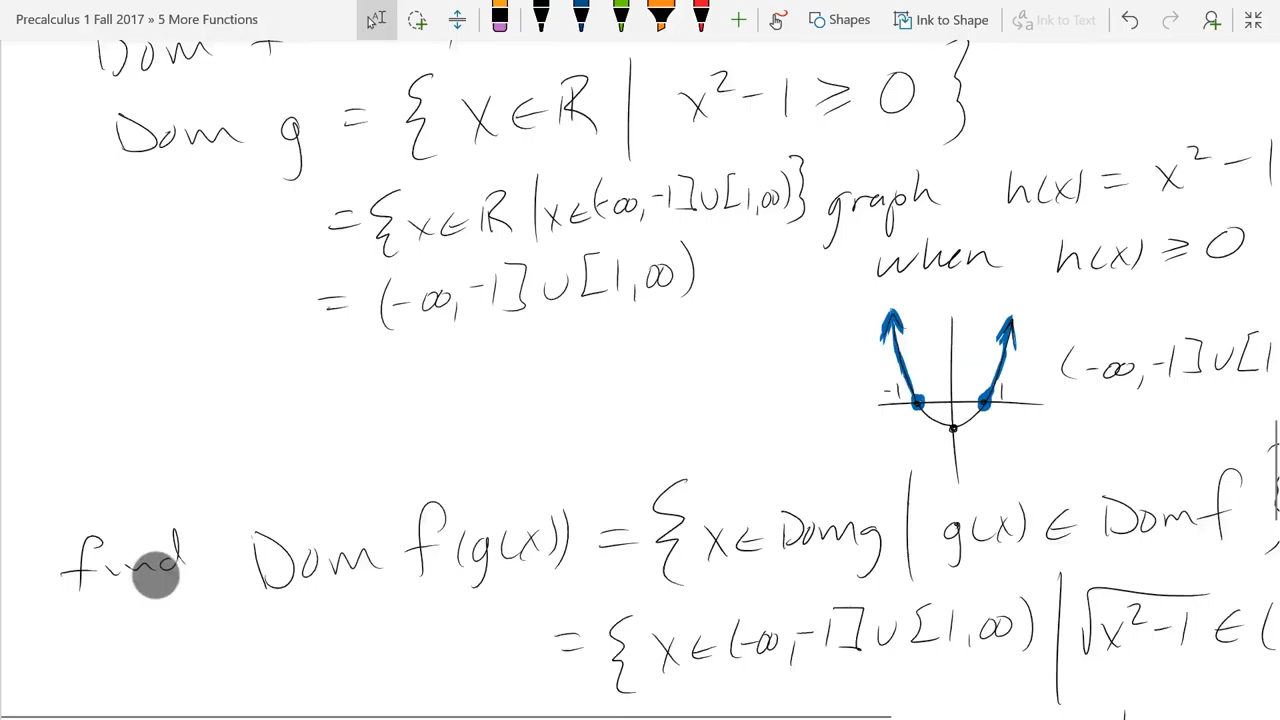 Precalculus 1 Fall 2017 » 5 More Functions
Shapes
Ink to Shape
Ink to Text
Dom f
Dom g = { x∈R | x²-1 ≥ 0 }
= { x∈R | x∈(-∞,-1]∪[1,∞) }
= (-∞,-1]∪[1,∞)
graph h(x) = x²-1
when h(x) ≥ 0
-1 1
(-∞,-1]∪[1
find Dom f(g(x)) = { x∈Dom g | g(x)∈ Dom f }
= { x∈(-∞,-1]∪[1,∞) | √x²-1 ∈ (